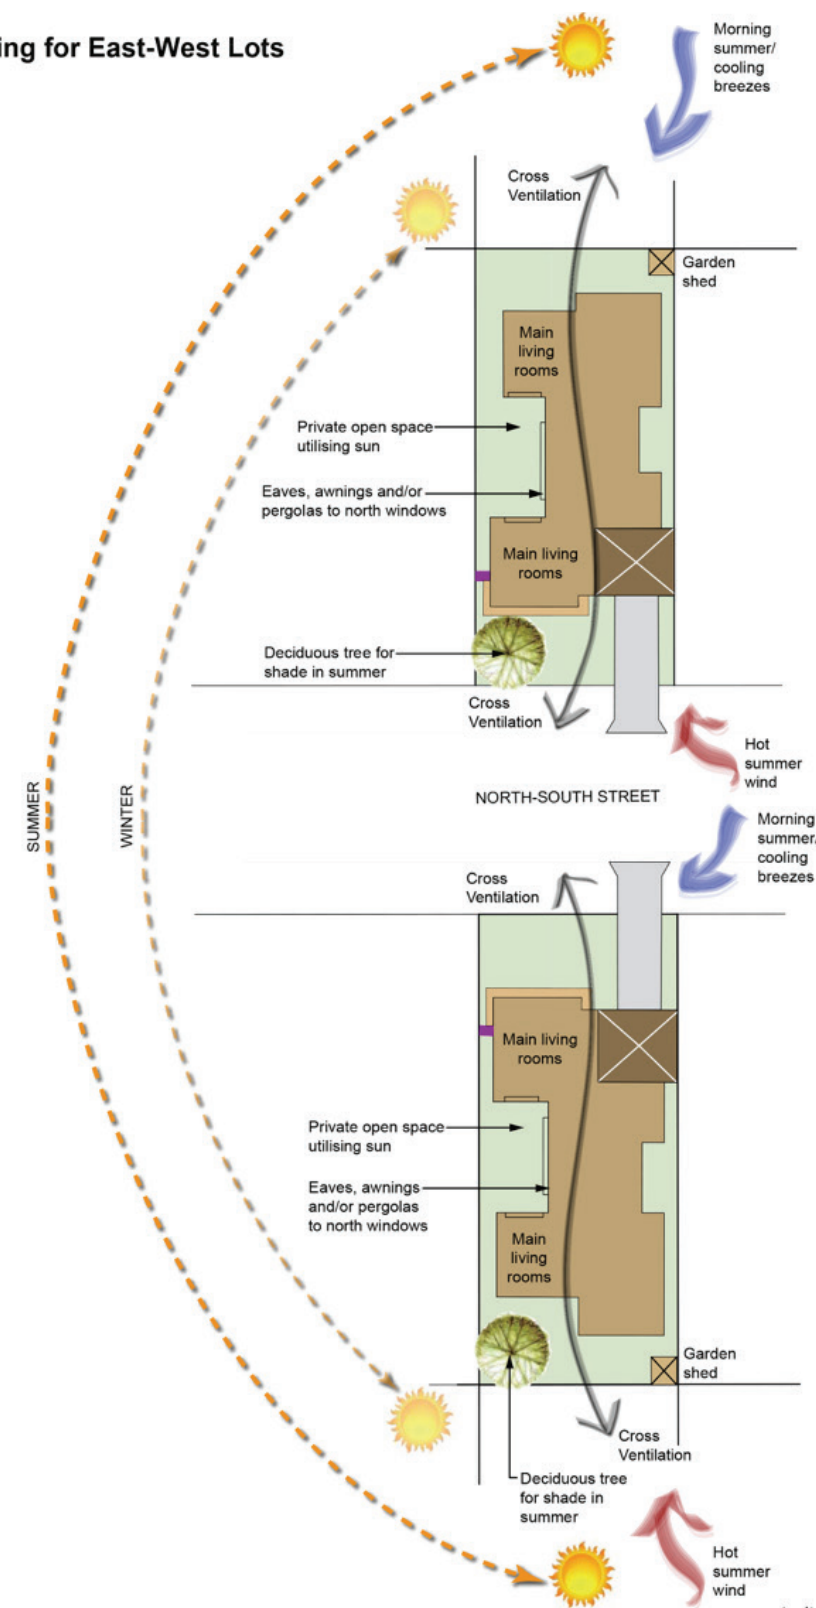 ing for East-West Lots
Morning
summer/
cooling
breezes
Cross
Ventilation
Garden
shed
Main
living
rooms
Private open space
utilising sun
Eaves, awnings and/or
pergolas to north windows
Main living
rooms
Deciduous tree for
shade in summer
Cross
Ventilation
Hot
summer
wind
SUMMER
WINTER
NORTH-SOUTH STREET
Morning
summer/
cooling
breezes
Cross
Ventilation
Main living
rooms
Private open space
utilising sun
Eaves, awnings
and/or pergolas
to north windows
Main
living
rooms
Garden
shed
Cross
Ventilation
Deciduous tree
for shade in
summer
Hot
summer
wind